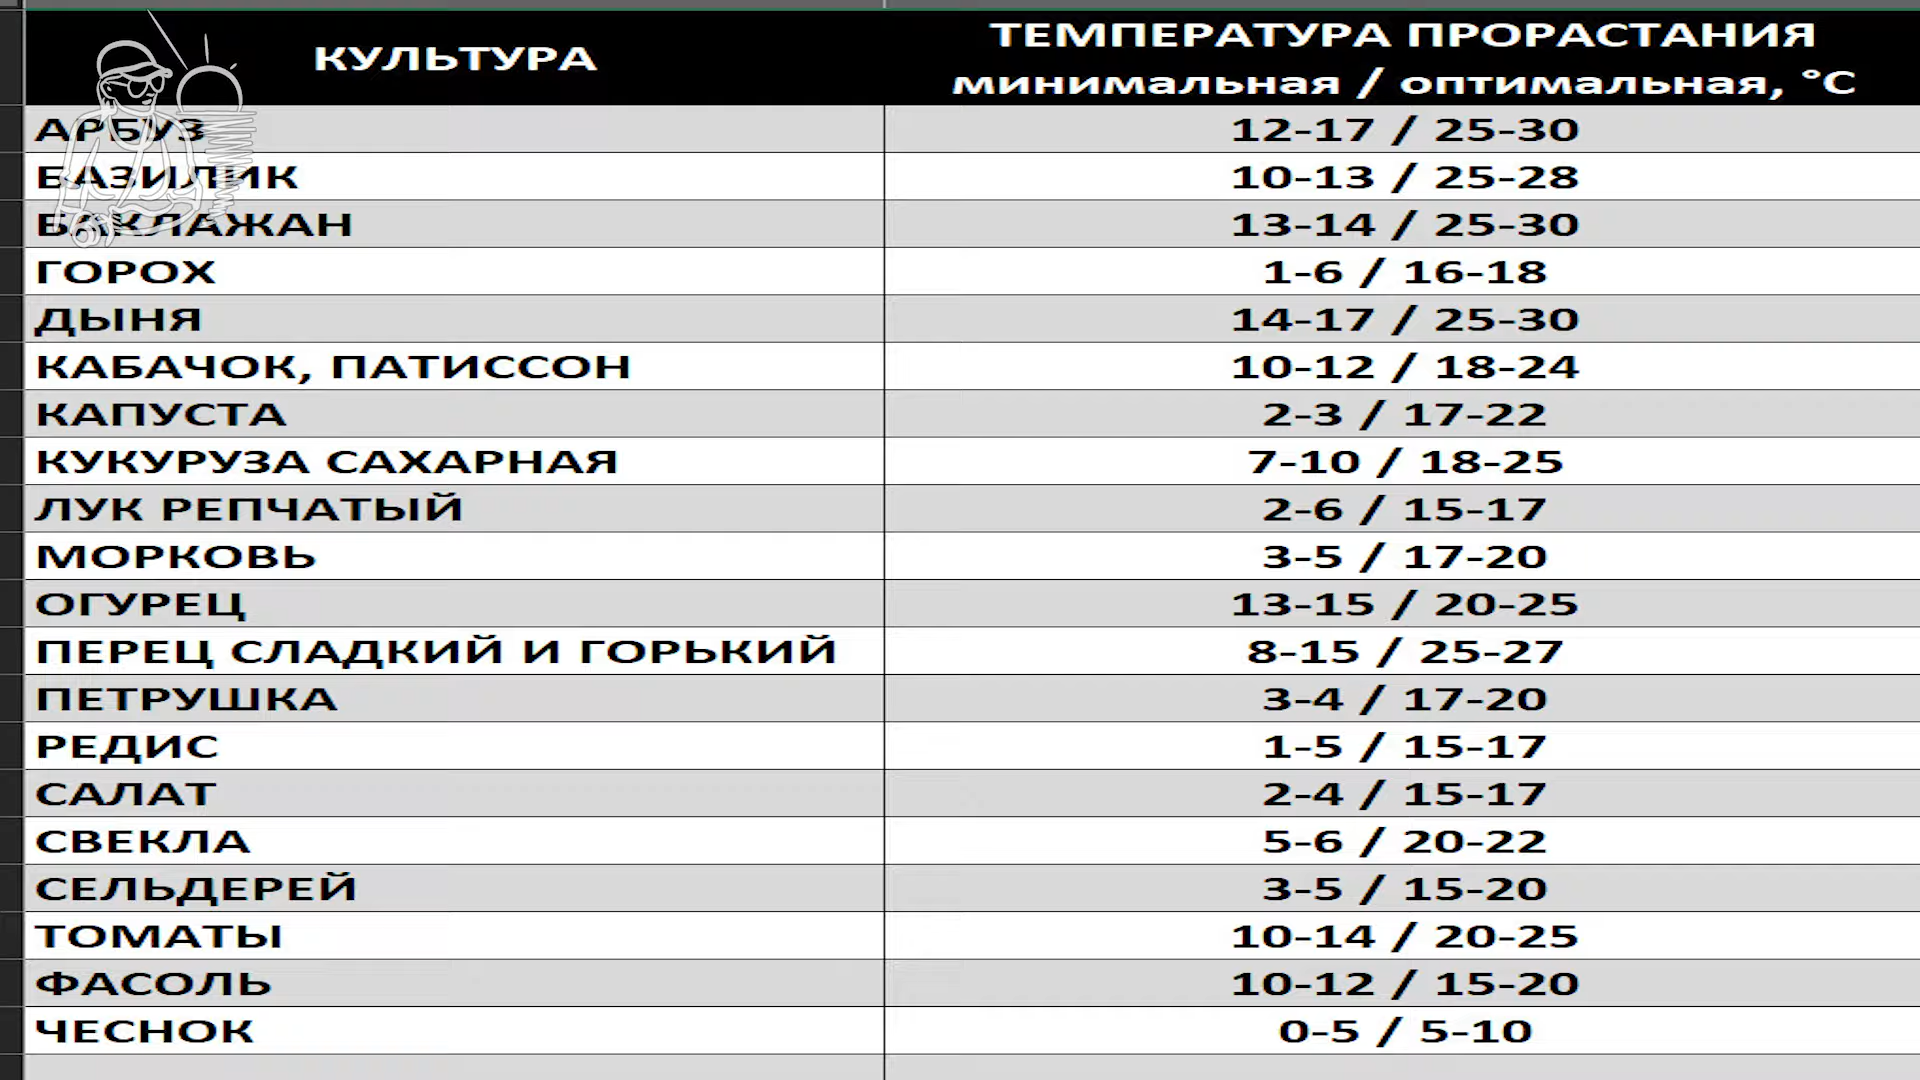 КУЛЬТУРА
ТЕМПЕРАТУРА ПРОРАСТАНИЯ
минимальная / оптимальная, °C
АРБУЗ 12-17 / 25-30
БАЗИЛИК 10-13 / 25-28
БАКЛАЖАН 13-14 / 25-30
ГОРОХ 1-6 / 16-18
ДЫНЯ 14-17 / 25-30
КАБАЧОК, ПАТИССОН 10-12 / 18-24
КАПУСТА 2-3 / 17-22
КУКУРУЗА САХАРНАЯ 7-10 / 18-25
ЛУК РЕПЧАТЫЙ 2-6 / 15-17
МОРКОВЬ 3-5 / 17-20
ОГУРЕЦ 13-15 / 20-25
ПЕРЕЦ СЛАДКИЙ И ГОРЬКИЙ 8-15 / 25-27
ПЕТРУШКА 3-4 / 17-20
РЕДИС 1-5 / 15-17
САЛАТ 2-4 / 15-17
СВЕКЛА 5-6 / 20-22
СЕЛЬДЕРЕЙ 3-5 / 15-20
ТОМАТЫ 10-14 / 20-25
ФАСОЛЬ 10-12 / 15-20
ЧЕСНОК 0-5 / 5-10